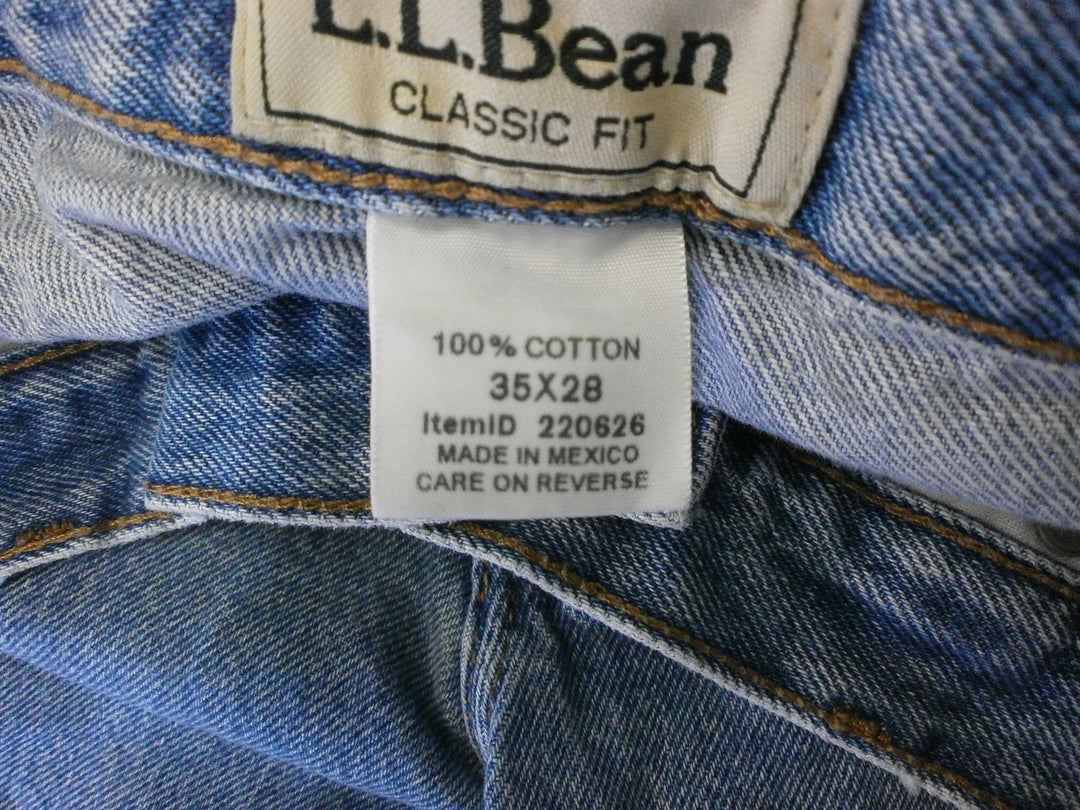 L.L.Bean
CLASSIC FIT
100% COTTON
35X28
ItemID 220626
MADE IN MEXICO
CARE ON REVERSE